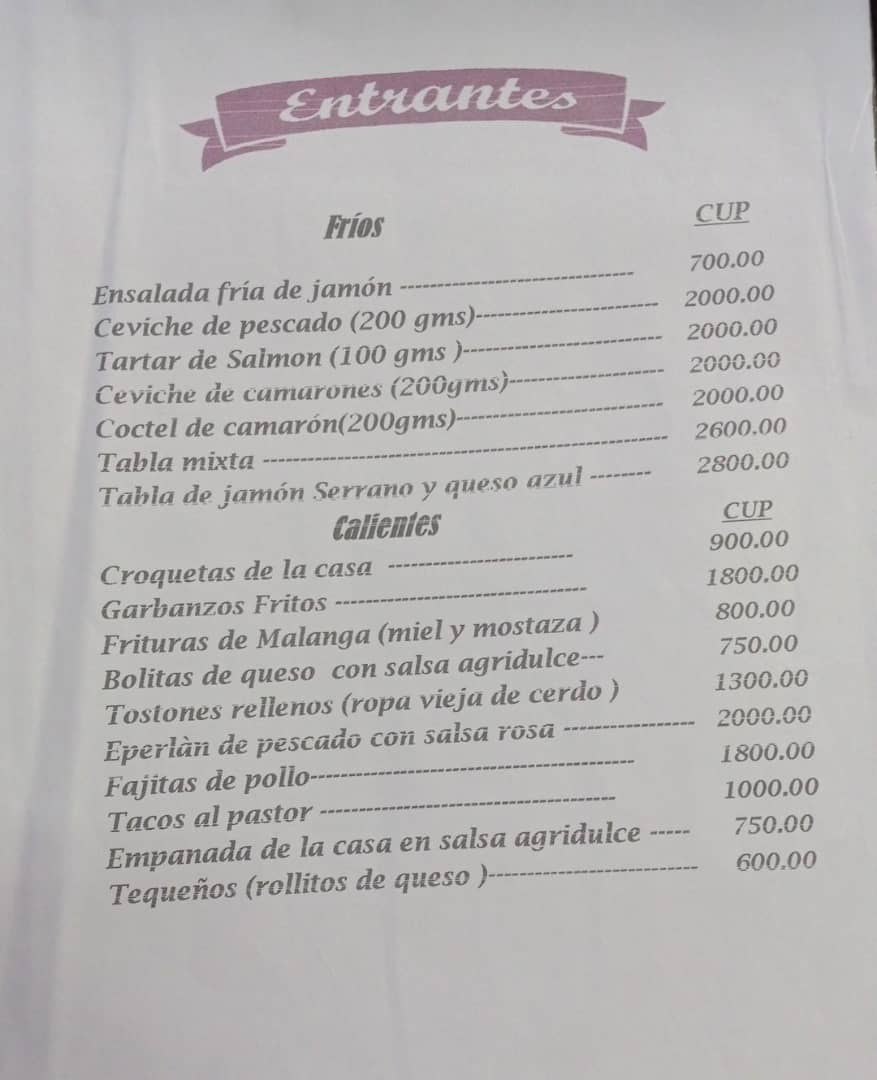 Entrantes
Fríos CUP
Ensalada fría de jamón ------------------------------- 700.00
Ceviche de pescado (200 gms)------------------------ 2000.00
Tartar de Salmon (100 gms )-------------------------- 2000.00
Ceviche de camarones (200gms)--------------------- 2000.00
Coctel de camarón(200gms)--------------------------- 2000.00
Tabla mixta ---------------------------------------------------- 2600.00
Tabla de jamón Serrano y queso azul -------- 2800.00
Calientes CUP
Croquetas de la casa ------------------------- 900.00
Garbanzos Fritos --------------------------------- 1800.00
Frituras de Malanga (miel y mostaza ) 800.00
Bolitas de queso con salsa agridulce--- 750.00
Tostones rellenos (ropa vieja de cerdo ) 1300.00
Eperlàn de pescado con salsa rosa ----------------- 2000.00
Fajitas de pollo------------------------------------------- 1800.00
Tacos al pastor --------------------------------------- 1000.00
Empanada de la casa en salsa agridulce ----- 750.00
Tequeños (rollitos de queso )--------------------------- 600.00